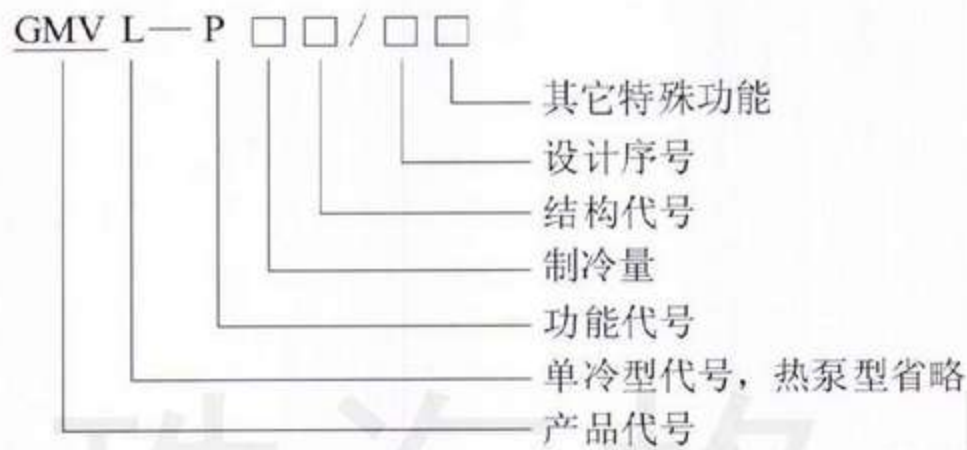 GMV L — P □ □ / □ □
其它特殊功能
设计序号
结构代号
制冷量
功能代号
单冷型代号，热泵型省略
产品代号